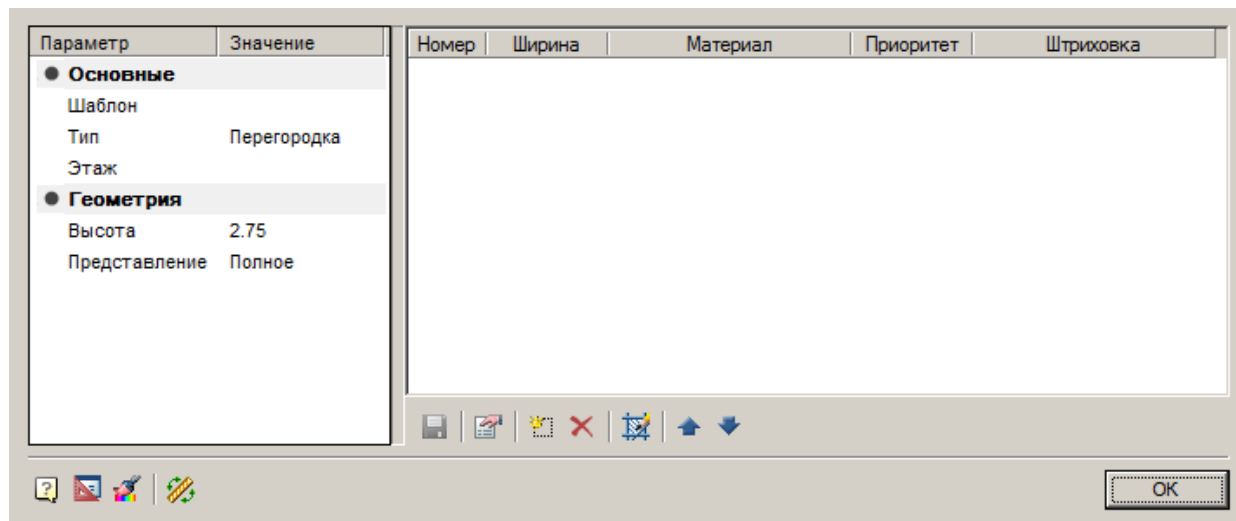 Параметр Значение
Основные
Шаблон
Тип Перегородка
Этаж
Геометрия
Высота 2.75
Представление Полное
Номер Ширина Материал Приоритет Штриховка
OK